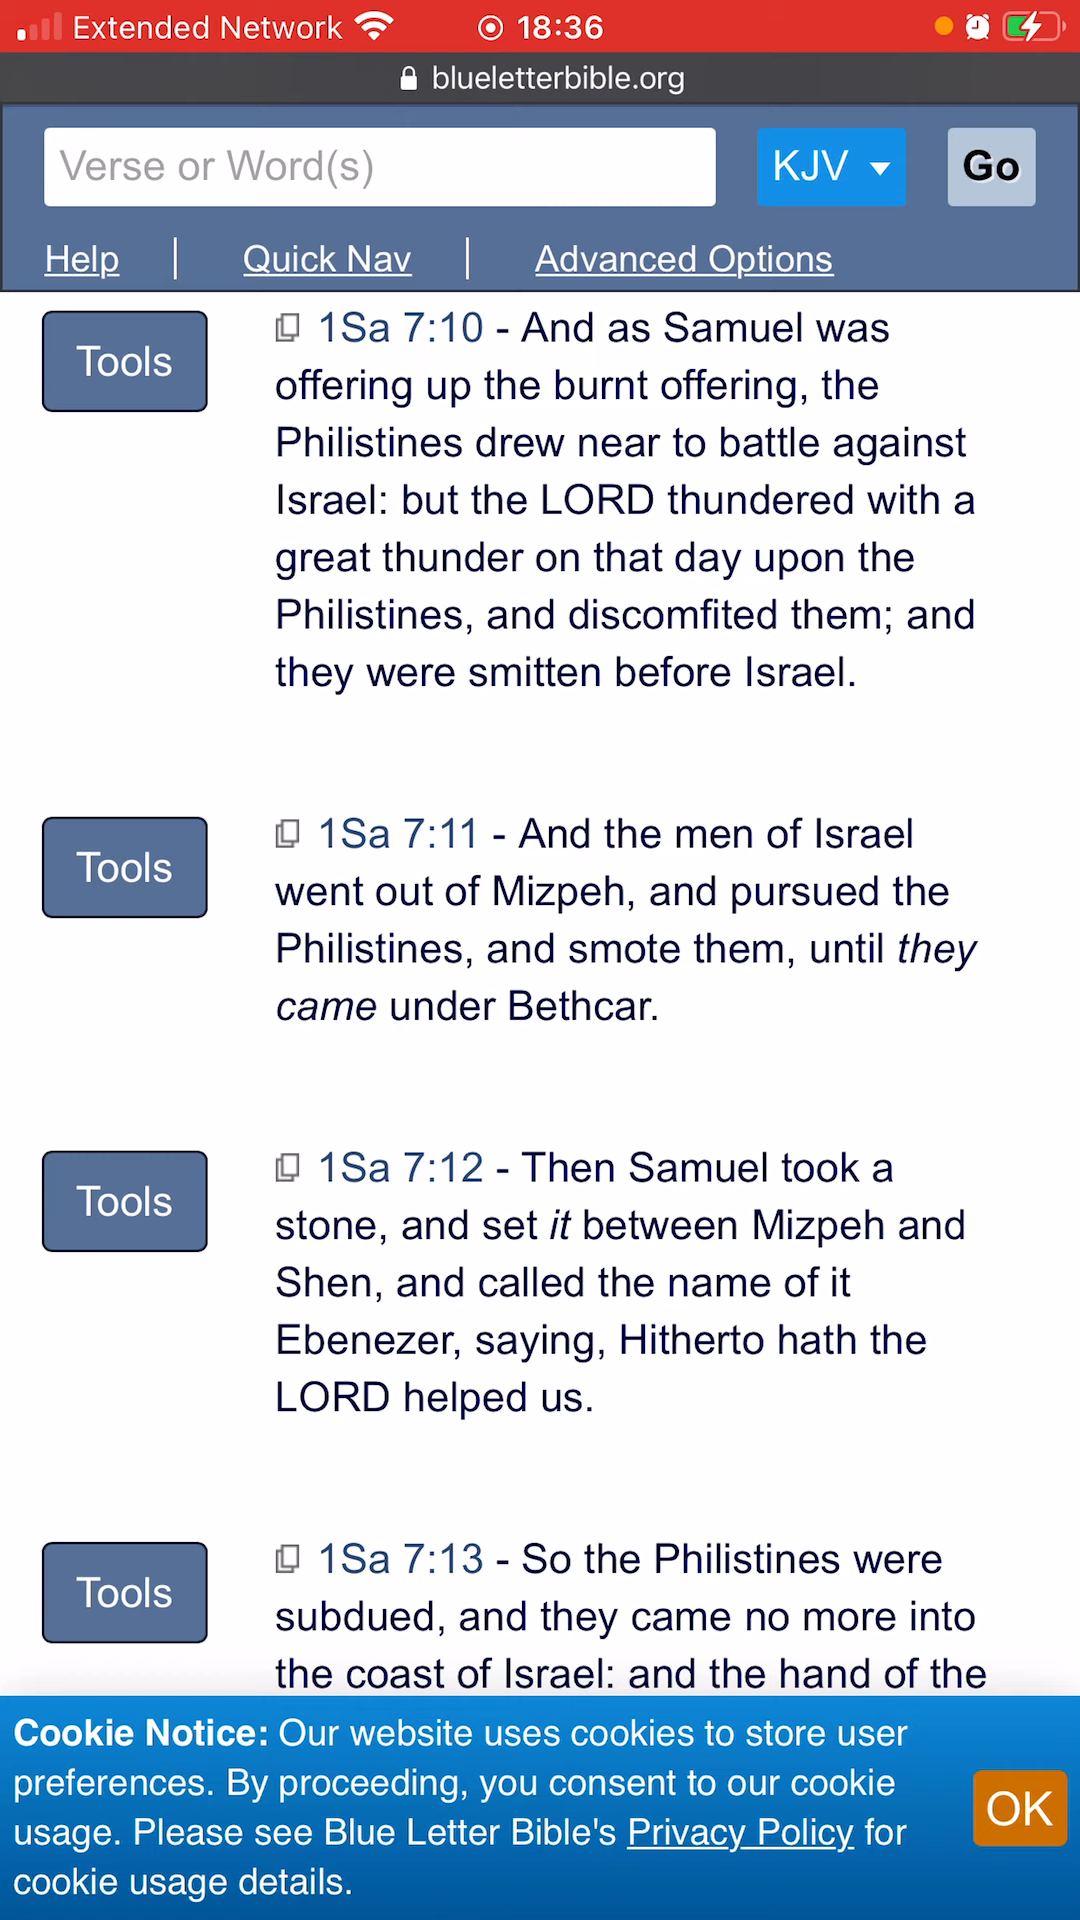 Extended Network 18:36
blueletterbible.org
Verse or Word(s) KJV Go
Help | Quick Nav | Advanced Options
Tools 1Sa 7:10 - And as Samuel was
offering up the burnt offering, the
Philistines drew near to battle against
Israel: but the LORD thundered with a
great thunder on that day upon the
Philistines, and discomfited them; and
they were smitten before Israel.
Tools 1Sa 7:11 - And the men of Israel
went out of Mizpeh, and pursued the
Philistines, and smote them, until they
came under Bethcar.
Tools 1Sa 7:12 - Then Samuel took a
stone, and set it between Mizpeh and
Shen, and called the name of it
Ebenezer, saying, Hitherto hath the
LORD helped us.
Tools 1Sa 7:13 - So the Philistines were
subdued, and they came no more into
the coast of Israel: and the hand of the
Cookie Notice: Our website uses cookies to store user
preferences. By proceeding, you consent to our cookie
usage. Please see Blue Letter Bible's Privacy Policy for
cookie usage details.
OK